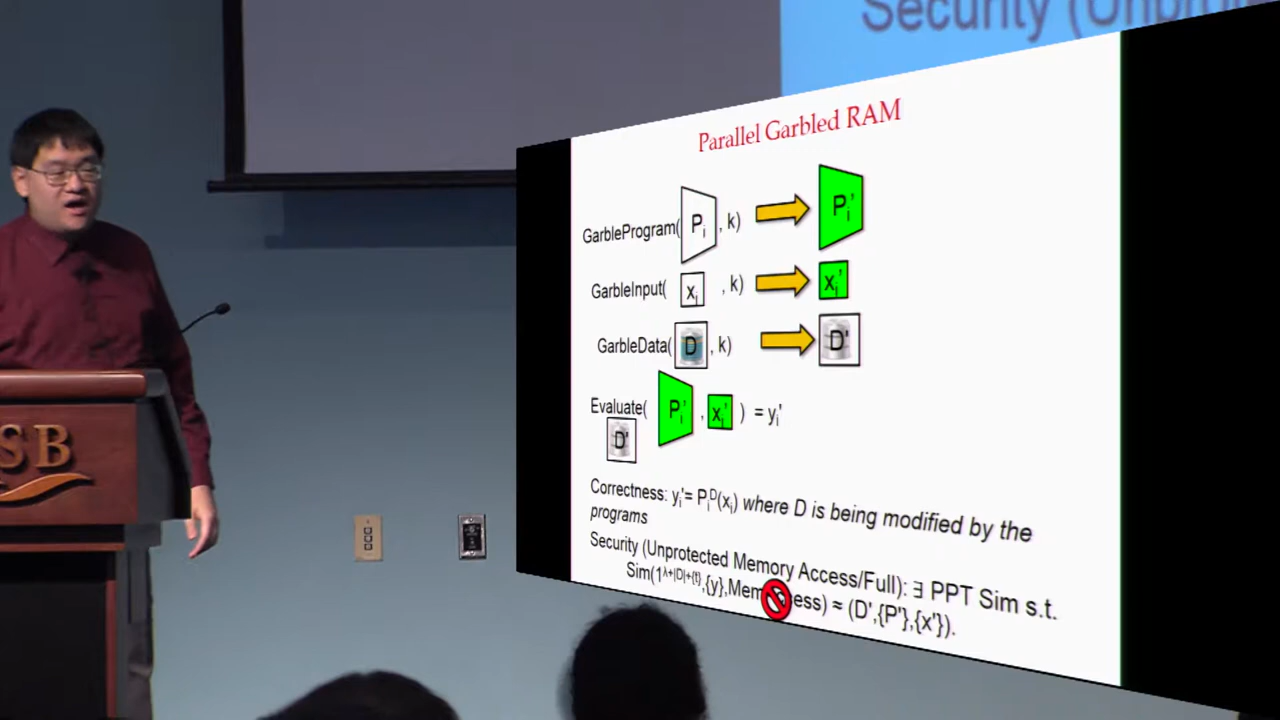 Security (Unpro
Parallel Garbled RAM
GarbleProgram( Pi , k) Pi'
GarbleInput( xi , k) xi'
GarbleData( D , k) D'
Evaluate( Pi' , xi' ) = yi'
D'
Correctness: yi'= PiD(xi) where D is being modified by the
programs
Security (Unprotected Memory Access/Full): ∃ PPT Sim s.t.
Sim(1λ+|D|+{t},{y},Mem ess) ≈ (D',{P'},{x'}).
SB